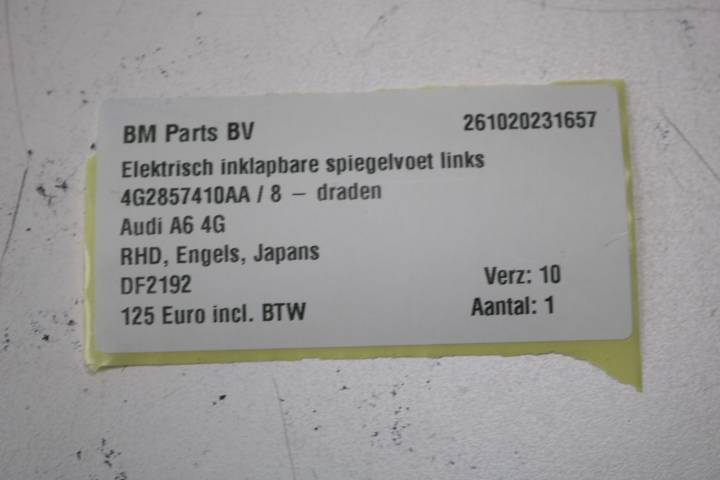 BM Parts BV 261020231657
Elektrisch inklapbare spiegelvoet links
4G2857410AA / 8 – draden
Audi A6 4G
RHD, Engels, Japans
DF2192 Verz: 10
125 Euro incl. BTW Aantal: 1